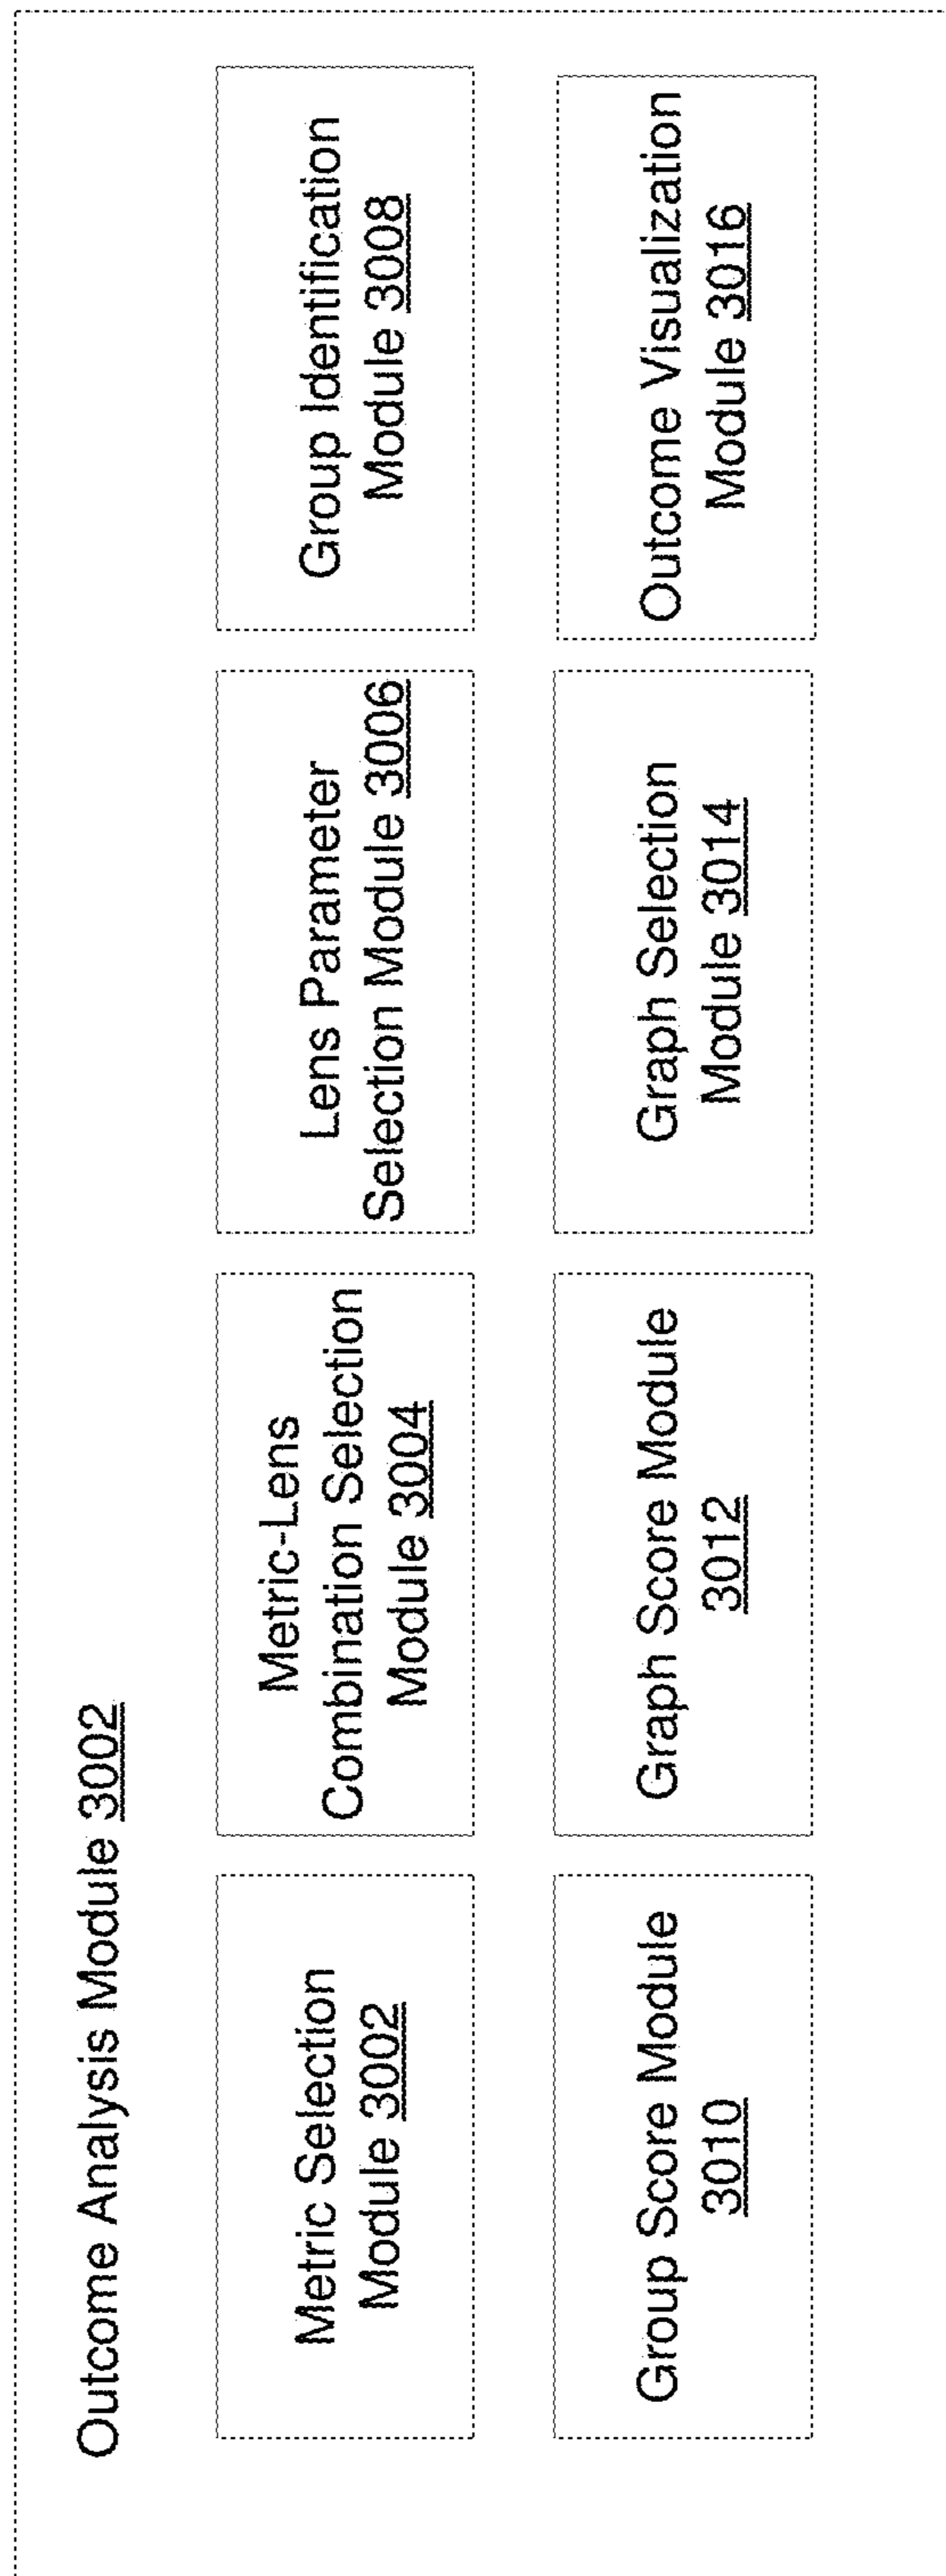 Outcome Analysis Module 3002
Metric Selection
Module 3002
Metric-Lens
Combination Selection
Module 3004
Lens Parameter
Selection Module 3006
Group Identification
Module 3008
Group Score Module
3010
Graph Score Module
3012
Graph Selection
Module 3014
Outcome Visualization
Module 3016